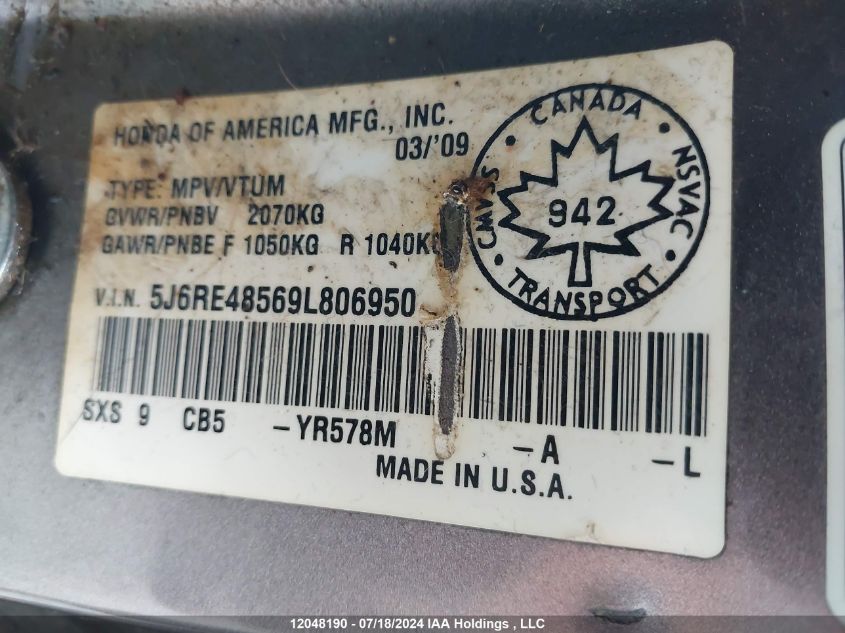 HONDA OF AMERICA MFG., INC.
03/'09
TYPE: MPV/VTUM
GVWR/PNBV 2070KG
GAWR/PNBE F 1050KG R 1040KG
V.I.N. 5J6RE48569L806950
SXS 9 CB5 -YR578M -A -L
MADE IN U.S.A.
CANADA
CMVSS
NSVAC
942
TRANSPORT
12048190 - 07/18/2024 IAA Holdings , LLC